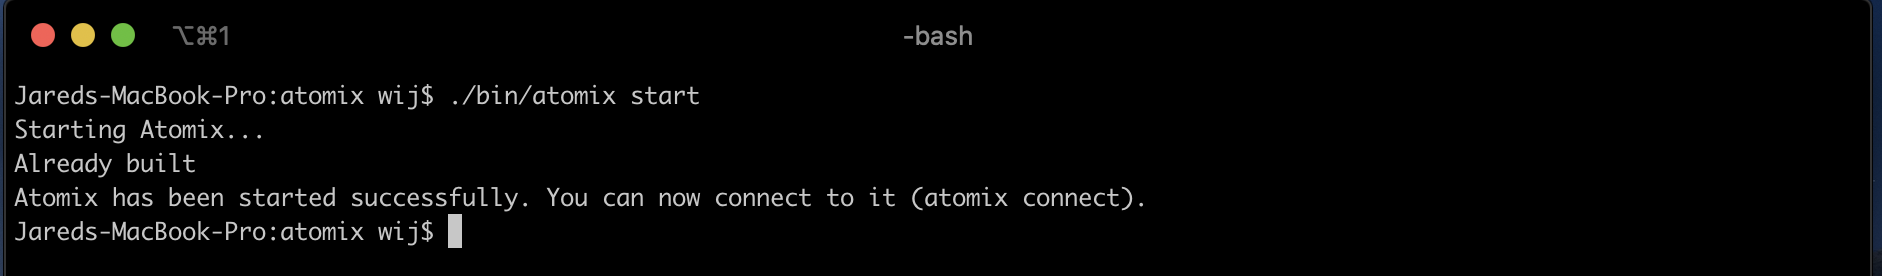 ⌥⌘1
-bash
Jareds-MacBook-Pro:atomix wij$ ./bin/atomix start
Starting Atomix...
Already built
Atomix has been started successfully. You can now connect to it (atomix connect).
Jareds-MacBook-Pro:atomix wij$